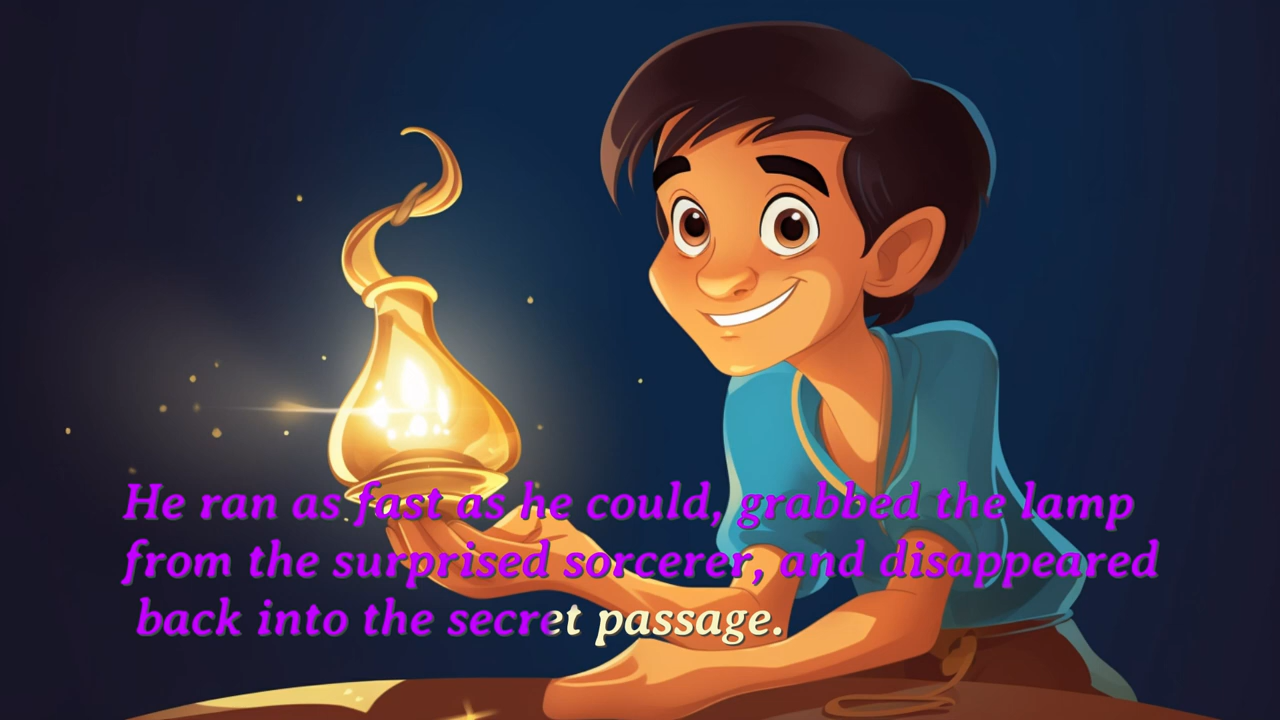 He ran as fast as he could, grabbed the lamp
from the surprised sorcerer, and disappeared
back into the secret passage.